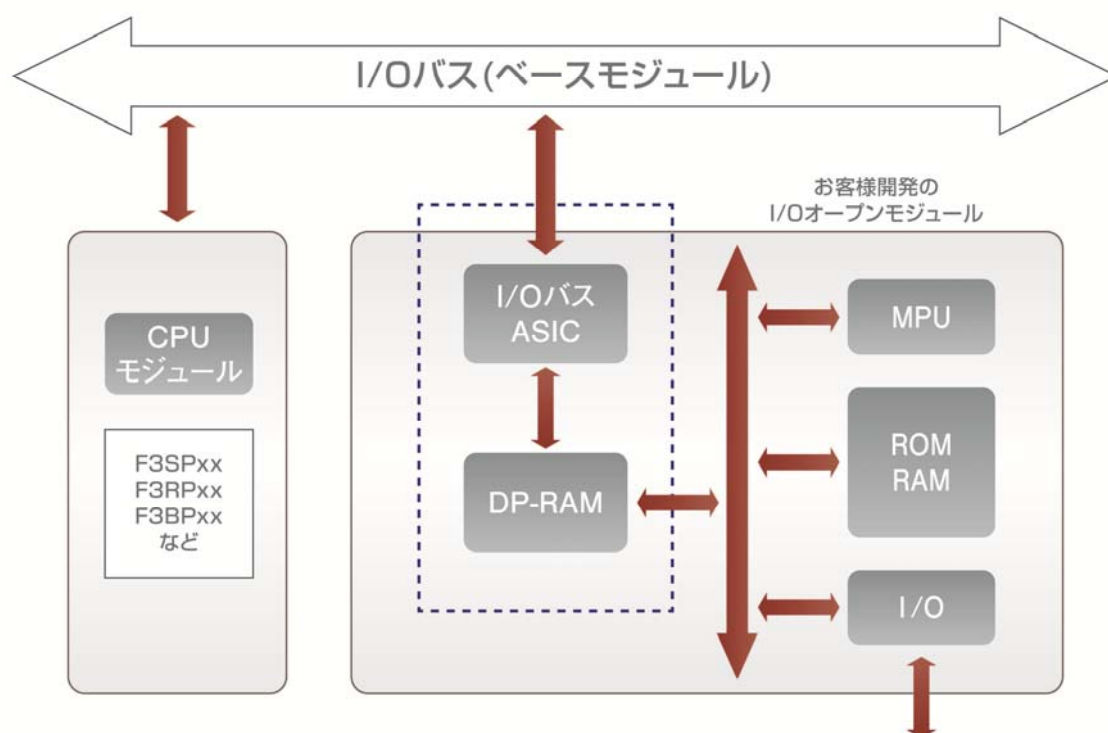 I/Oバス(ベースモジュール)
お客様開発の
I/Oオープンモジュール
CPU
モジュール
F3SPxx
F3RPxx
F3BPxx
など
I/Oバス
ASIC
DP-RAM
MPU
ROM
RAM
I/O